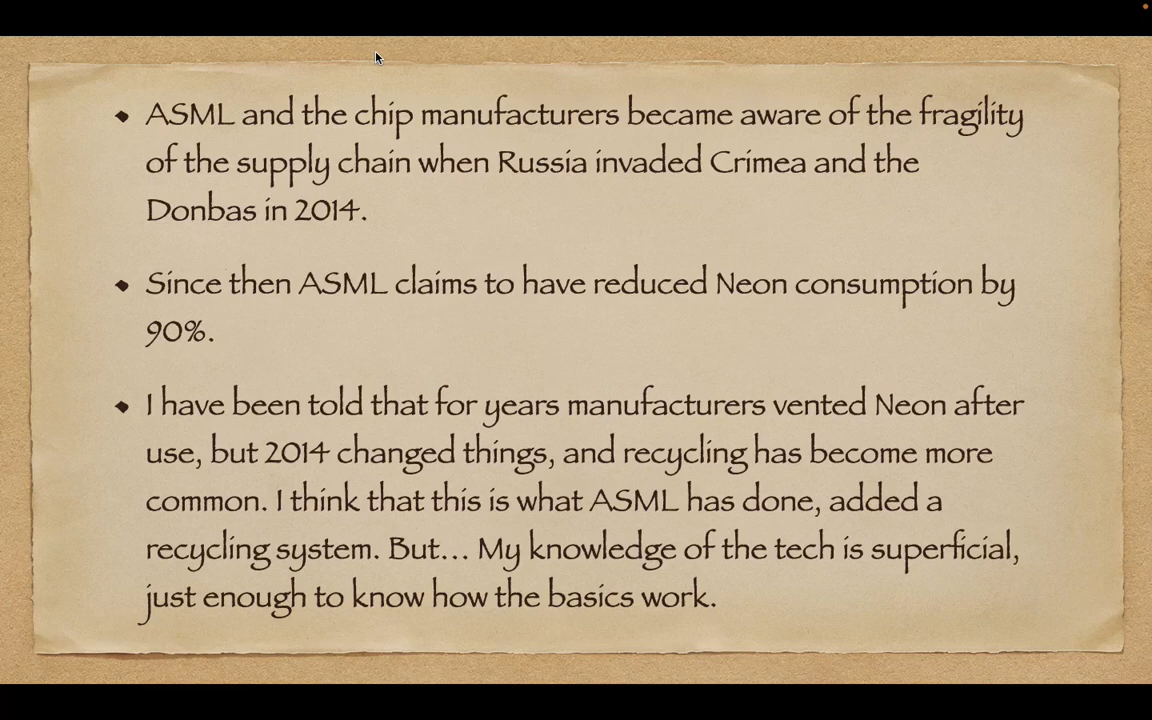 • ASML and the chip manufacturers became aware of the fragility
of the supply chain when Russia invaded Crimea and the
Donbas in 2014.
• Since then ASML claims to have reduced Neon consumption by
90%.
• I have been told that for years manufacturers vented Neon after
use, but 2014 changed things, and recycling has become more
common. I think that this is what ASML has done, added a
recycling system. But... My knowledge of the tech is superficial,
just enough to know how the basics work.